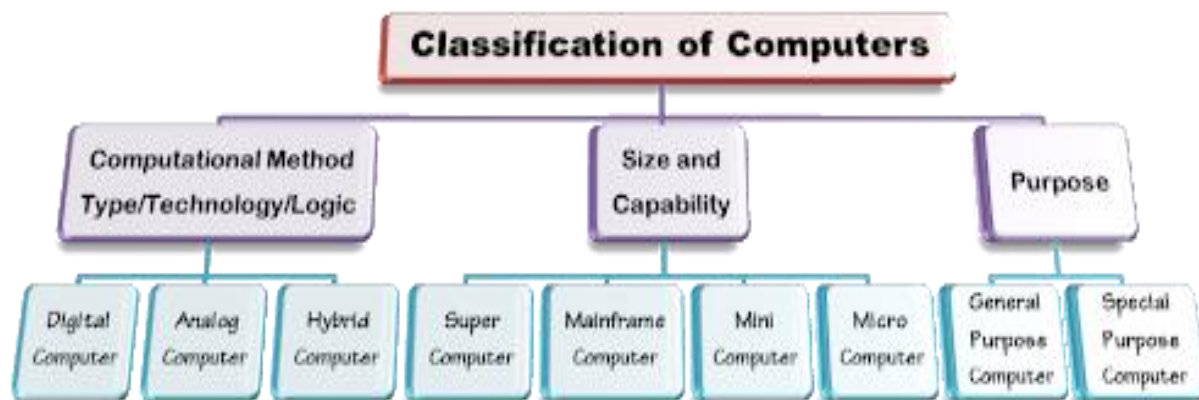 Classification of Computers
Computational Method
Type/Technology/Logic
Size and
Capability
Purpose
Digital
Computer
Analog
Computer
Hybrid
Computer
Super
Computer
Mainframe
Computer
Mini
Computer
Micro
Computer
General
Purpose
Computer
Special
Purpose
Computer